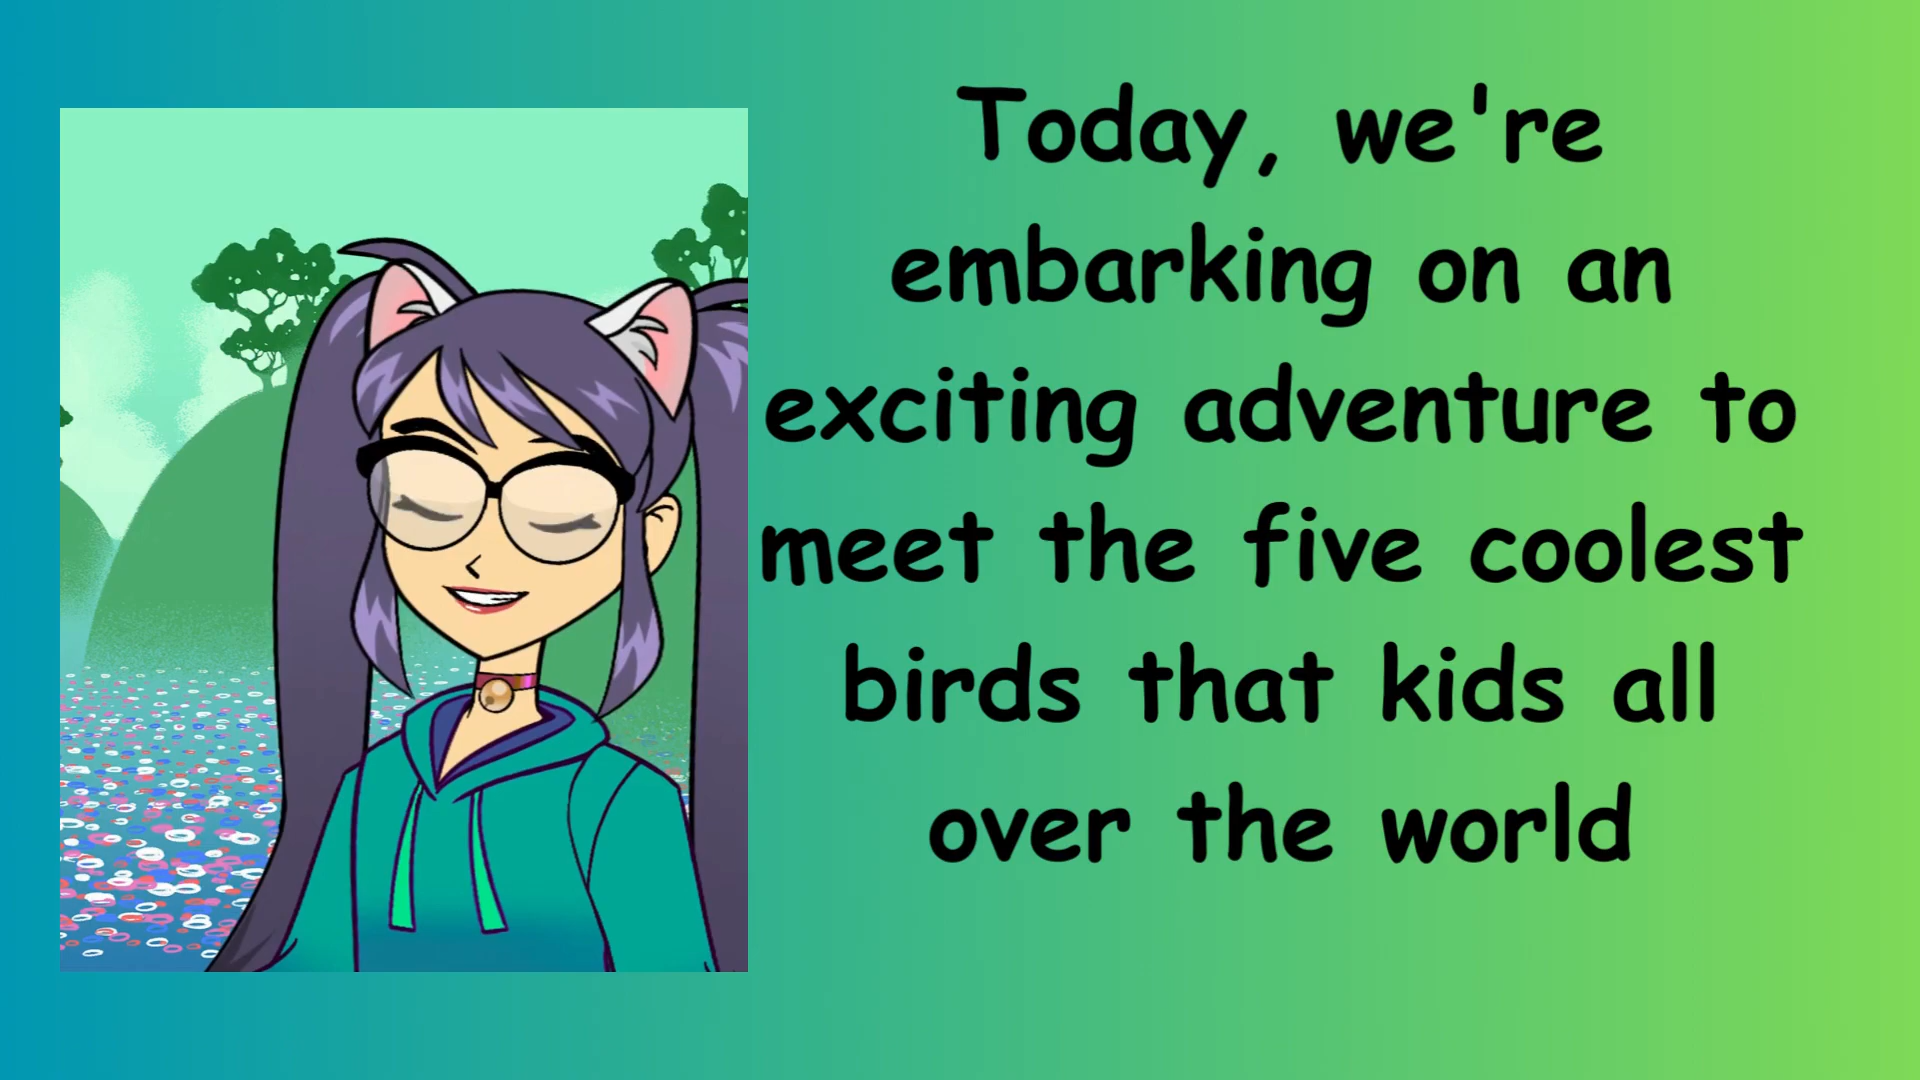 Today, we're
embarking on an
exciting adventure to
meet the five coolest
birds that kids all
over the world